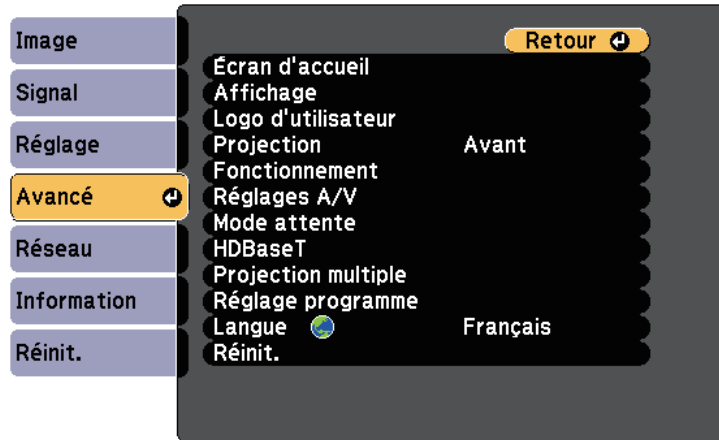 Image
Signal
Réglage
Avancé
Réseau
Information
Réinit.
Retour
Écran d'accueil
Affichage
Logo d'utilisateur
Projection Avant
Fonctionnement
Réglages A/V
Mode attente
HDBaseT
Projection multiple
Réglage programme
Langue Français
Réinit.